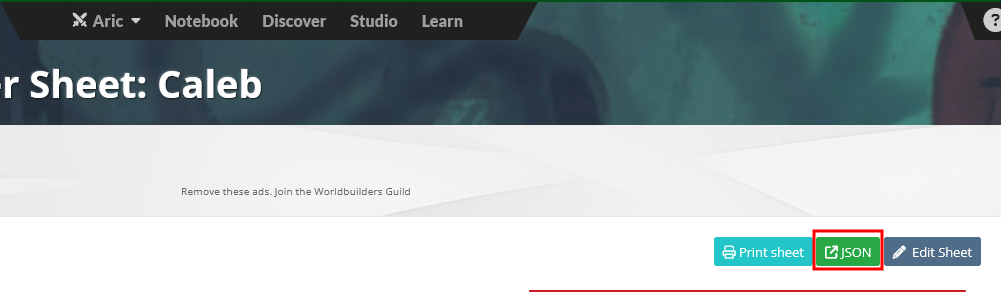 Aric Notebook Discover Studio Learn ?
r Sheet: Caleb
Remove these ads. Join the Worldbuilders Guild
Print sheet JSON Edit Sheet